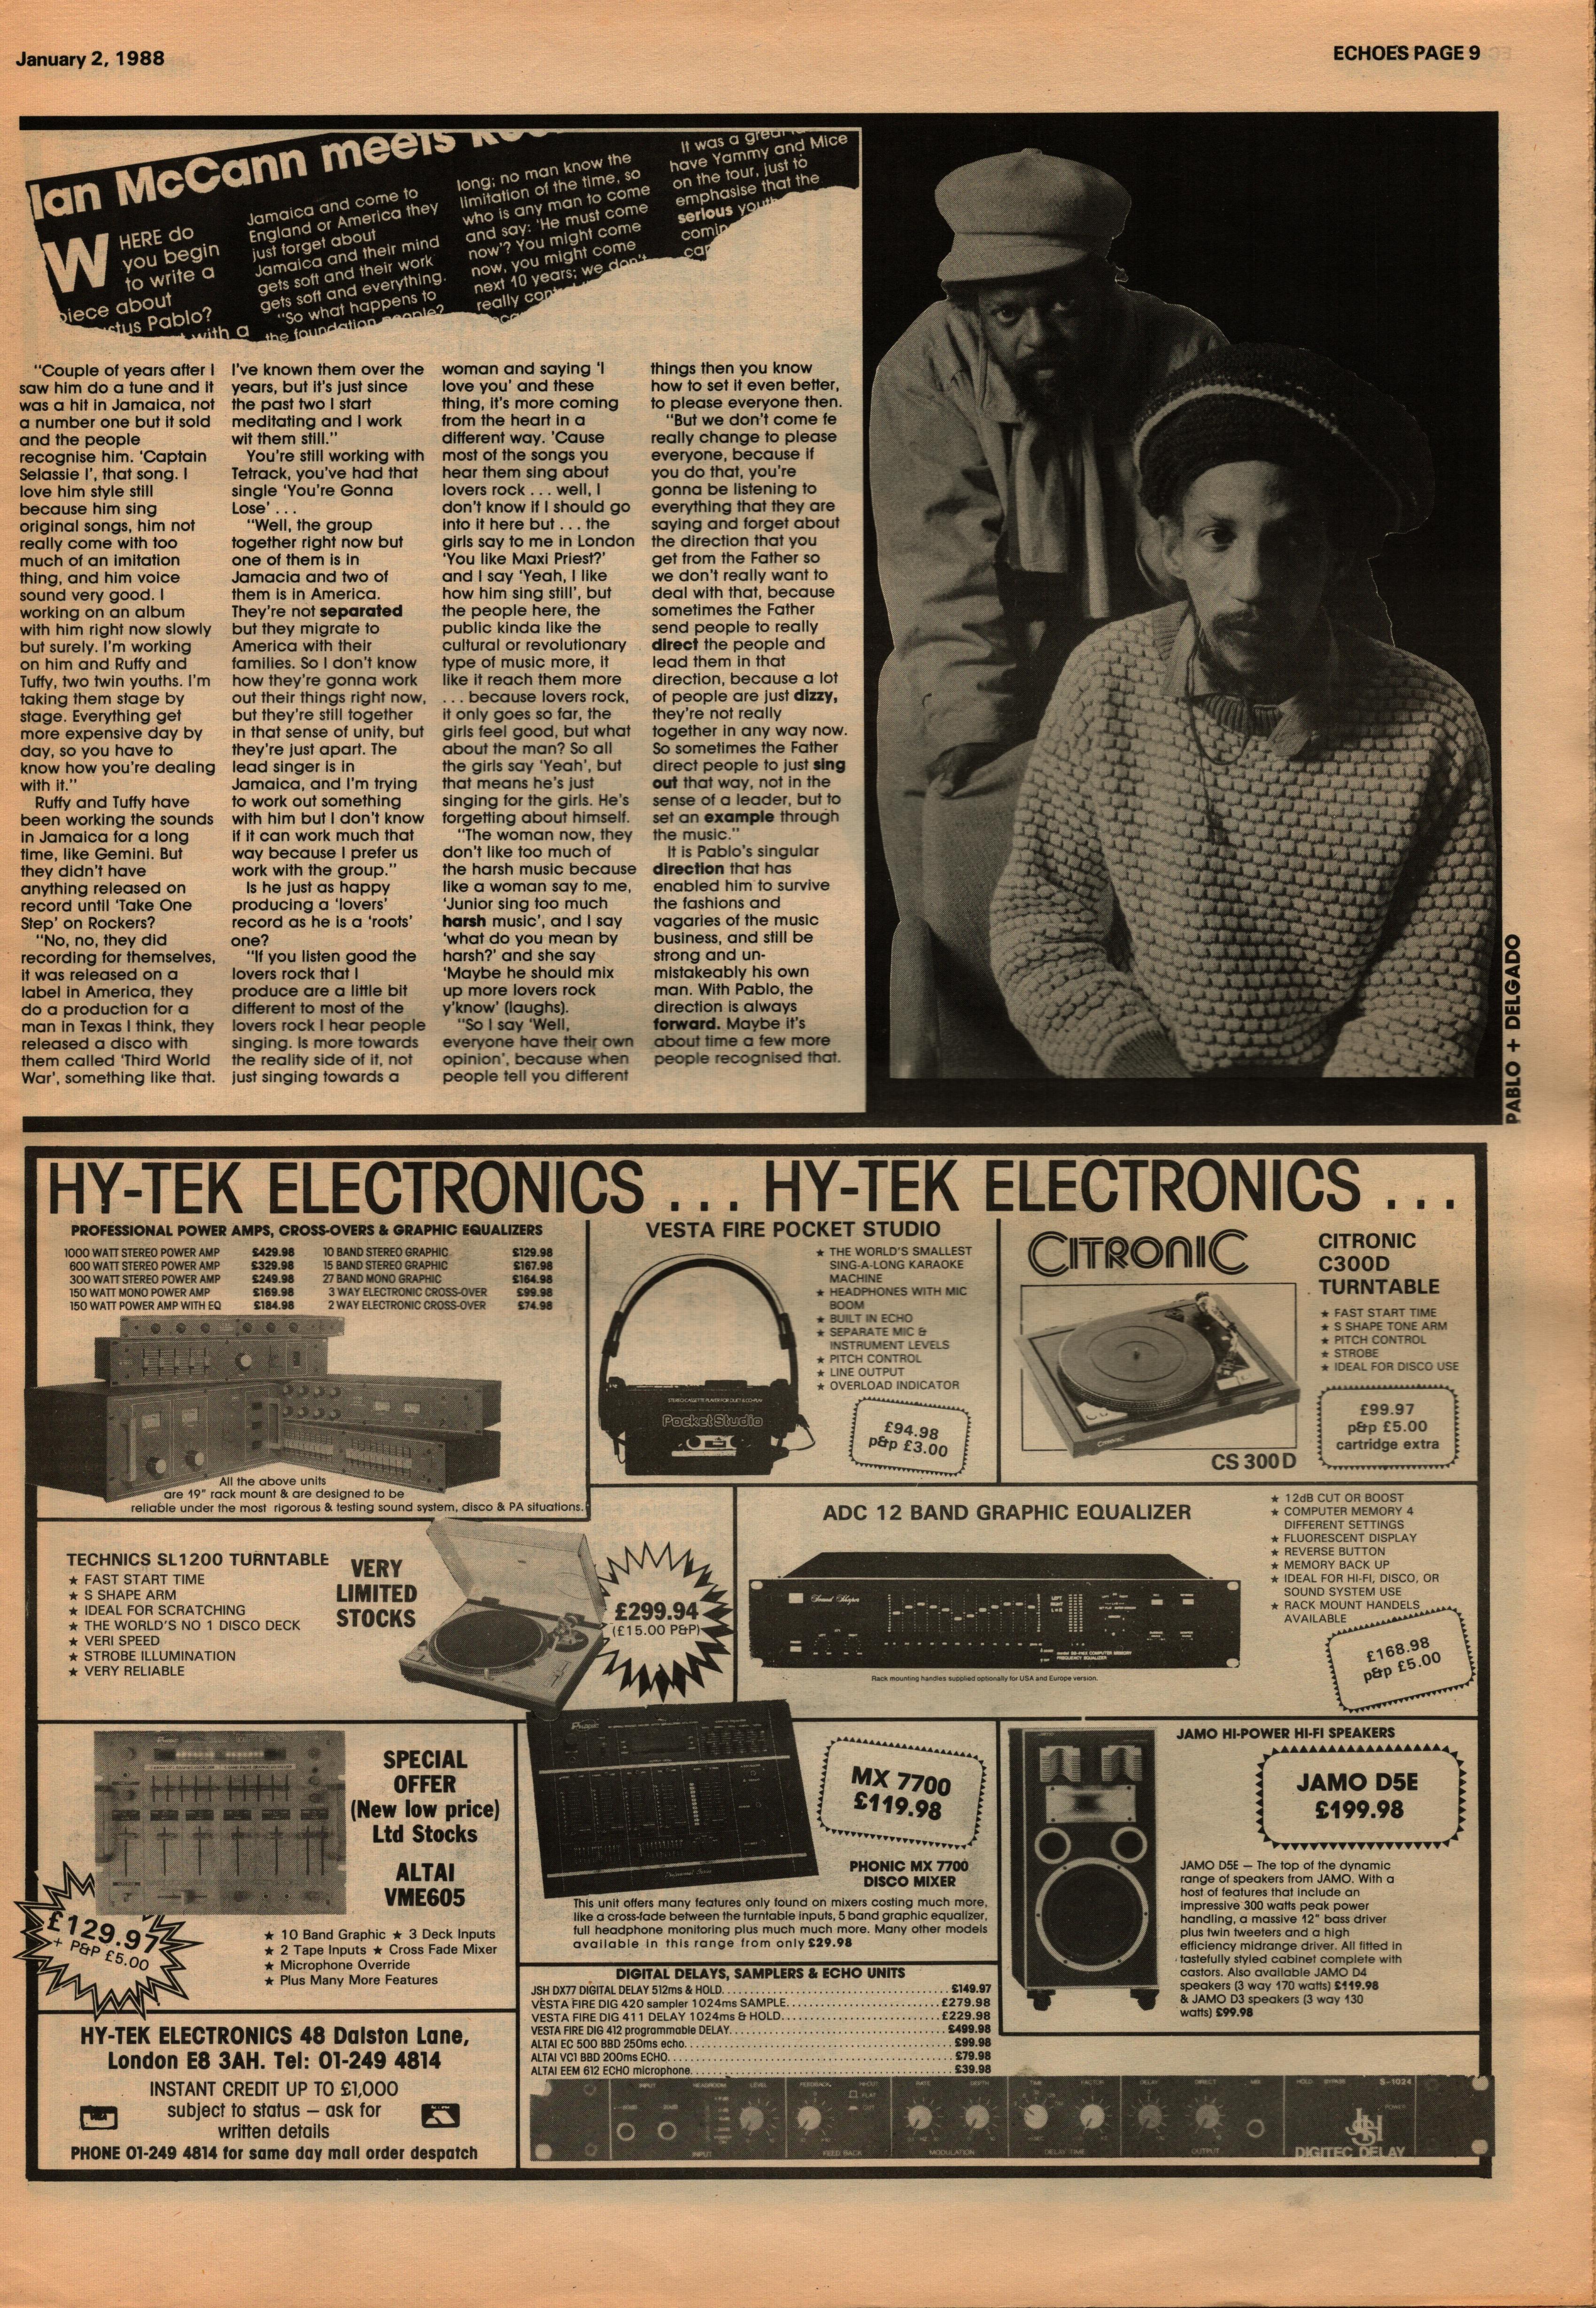 January 2, 1988
ECHOES PAGE 9
Ian McCann meets
WHERE do
you begin
to write a
piece about
Pablo?
with a
Jamaica and come to
England or America they
just forget about
Jamaica and their mind
gets soft and their work
gets soft and everything.
"So what happens to
the foundation people?
long; no man know the
limitation of the time, so
who is any man to come
and say: 'He must come
now'? You might come
now, you might come
next 10 years; we don't
really
It was a great
have Yammy and Mice
on the tour, just to
emphasise that the
serious
"Couple of years after I
saw him do a tune and it
was a hit in Jamaica, not
a number one but it sold
and the people
recognise him. 'Captain
Selassie I', that song. I
love him style still
because him sing
original songs, him not
really come with too
much of an imitation
thing, and him voice
sound very good. I
working on an album
with him right now slowly
but surely. I'm working
on him and Ruffy and
Tuffy, two twin youths. I'm
taking them stage by
stage. Everything get
more expensive day by
day, so you have to
know how you're dealing
with it."
Ruffy and Tuffy have
been working the sounds
in Jamaica for a long
time, like Gemini. But
they didn't have
anything released on
record until 'Take One
Step' on Rockers?
"No, no, they did
recording for themselves,
it was released on a
label in America, they
do a production for a
man in Texas I think, they
released a disco with
them called 'Third World
War', something like that.
I've known them over the
years, but it's just since
the past two I start
meditating and I work
wit them still."
You're still working with
Tetrack, you've had that
single 'You're Gonna
Lose' . . .
"Well, the group
together right now but
one of them is in
Jamacia and two of
them is in America.
They're not separated
but they migrate to
America with their
families. So I don't know
how they're gonna work
out their things right now,
but they're still together
in that sense of unity, but
they're just apart. The
lead singer is in
Jamaica, and I'm trying
to work out something
with him but I don't know
if it can work much that
way because I prefer us
work with the group."
Is he just as happy
producing a 'lovers'
record as he is a 'roots'
one?
"If you listen good the
lovers rock that I
produce are a little bit
different to most of the
lovers rock I hear people
singing. Is more towards
the reality side of it, not
just singing towards a
woman and saying 'I
love you' and these
thing, it's more coming
from the heart in a
different way. 'Cause
most of the songs you
hear them sing about
lovers rock . . . well, I
don't know if I should go
into it here but . . . the
girls say to me in London
'You like Maxi Priest?'
and I say 'Yeah, I like
how him sing still', but
the people here, the
public kinda like the
cultural or revolutionary
type of music more, it
like it reach them more
. . . because lovers rock,
it only goes so far, the
girls feel good, but what
about the man? So all
the girls say 'Yeah', but
that means he's just
singing for the girls. He's
forgetting about himself.
"The woman now, they
don't like too much of
the harsh music because
like a woman say to me,
'Junior sing too much
harsh music', and I say
'what do you mean by
harsh?' and she say
'Maybe he should mix
up more lovers rock
y'know' (laughs).
"So I say 'Well,
everyone have their own
opinion', because when
people tell you different
things then you know
how to set it even better,
to please everyone then.
"But we don't come fe
really change to please
everyone, because if
you do that, you're
gonna be listening to
everything that they are
saying and forget about
the direction that you
get from the Father so
we don't really want to
deal with that, because
sometimes the Father
send people to really
direct the people and
lead them in that
direction, because a lot
of people are just dizzy,
they're not really
together in any way now.
So sometimes the Father
direct people to just sing
out that way, not in the
sense of a leader, but to
set an example through
the music."
It is Pablo's singular
direction that has
enabled him to survive
the fashions and
vagaries of the music
business, and still be
strong and un-
mistakeably his own
man. With Pablo, the
direction is always
forward. Maybe it's
about time a few more
people recognised that.
PABLO + DELGADO
HY-TEK ELECTRONICS . . . HY-TEK ELECTRONICS . . .
PROFESSIONAL POWER AMPS, CROSS-OVERS & GRAPHIC EQUALIZERS
1000 WATT STEREO POWER AMP £429.98
600 WATT STEREO POWER AMP £329.98
300 WATT STEREO POWER AMP £249.98
150 WATT MONO POWER AMP £169.98
150 WATT POWER AMP WITH EQ £184.98
10 BAND STEREO GRAPHIC £129.98
15 BAND STEREO GRAPHIC £167.98
27 BAND MONO GRAPHIC £164.98
3 WAY ELECTRONIC CROSS-OVER £99.98
2 WAY ELECTRONIC CROSS-OVER £74.98
All the above units
are 19" rack mount & are designed to be
reliable under the most rigorous & testing sound system, disco & PA situations.
VESTA FIRE POCKET STUDIO
★ THE WORLD'S SMALLEST
SING-A-LONG KARAOKE
MACHINE
★ HEADPHONES WITH MIC
BOOM
★ BUILT IN ECHO
★ SEPARATE MIC &
INSTRUMENT LEVELS
★ PITCH CONTROL
★ LINE OUTPUT
★ OVERLOAD INDICATOR
PocketStudio
£94.98
p&p £3.00
CITRONIC
CITRONIC
C300D
TURNTABLE
★ FAST START TIME
★ S SHAPE TONE ARM
★ PITCH CONTROL
★ STROBE
★ IDEAL FOR DISCO USE
£99.97
p&p £5.00
cartridge extra
CS 300D
TECHNICS SL1200 TURNTABLE
★ FAST START TIME
★ S SHAPE ARM
★ IDEAL FOR SCRATCHING
★ THE WORLD'S NO 1 DISCO DECK
★ VERI SPEED
★ STROBE ILLUMINATION
★ VERY RELIABLE
VERY
LIMITED
STOCKS
£299.94
(£15.00 P&P)
ADC 12 BAND GRAPHIC EQUALIZER
★ 12dB CUT OR BOOST
★ COMPUTER MEMORY 4
DIFFERENT SETTINGS
★ FLUORESCENT DISPLAY
★ REVERSE BUTTON
★ MEMORY BACK UP
★ IDEAL FOR HI-FI, DISCO, OR
SOUND SYSTEM USE
★ RACK MOUNT HANDELS
AVAILABLE
Sound Shaper
Rack mounting handles supplied optionally for USA and Europe version.
£168.98
p&p £5.00
SPECIAL
OFFER
(New low price)
Ltd Stocks
ALTAI
VME605
£129.97
+ P&P £5.00
★ 10 Band Graphic ★ 3 Deck Inputs
★ 2 Tape Inputs ★ Cross Fade Mixer
★ Microphone Override
★ Plus Many More Features
MX 7700
£119.98
PHONIC MX 7700
DISCO MIXER
This unit offers many features only found on mixers costing much more,
like a cross-fade between the turntable inputs, 5 band graphic equalizer,
full headphone monitoring plus much much more. Many other models
available in this range from only £29.98
JAMO HI-POWER HI-FI SPEAKERS
JAMO D5E
£199.98
JAMO D5E — The top of the dynamic
range of speakers from JAMO. With a
host of features that include an
impressive 300 watts peak power
handling, a massive 12" bass driver
plus twin tweeters and a high
efficiency midrange driver. All fitted in
tastefully styled cabinet complete with
castors. Also available JAMO D4
speakers (3 way 170 watts) £119.98
& JAMO D3 speakers (3 way 130
watts) £99.98
DIGITAL DELAYS, SAMPLERS & ECHO UNITS
JSH DX77 DIGITAL DELAY 512ms & HOLD £149.97
VESTA FIRE DIG 420 sampler 1024ms SAMPLE £279.98
VESTA FIRE DIG 411 DELAY 1024ms & HOLD £229.98
VESTA FIRE DIG 412 programmable DELAY £499.98
ALTAI EC 500 BBD 250ms echo £99.98
ALTAI VC1 BBD 200ms ECHO £79.98
ALTAI EEM 612 ECHO microphone £39.98
HY-TEK ELECTRONICS 48 Dalston Lane,
London E8 3AH. Tel: 01-249 4814
INSTANT CREDIT UP TO £1,000
subject to status — ask for
written details
PHONE 01-249 4814 for same day mail order despatch
INPUT HEADROOM LEVEL FEEDBACK RATE DEPTH TIME FACTOR DELAY DIRECT MIX HOLD BYPASS S-1024
INPUT FEED BACK MODULATION DELAY TIME OUTPUT
JSH
DIGITEC DELAY